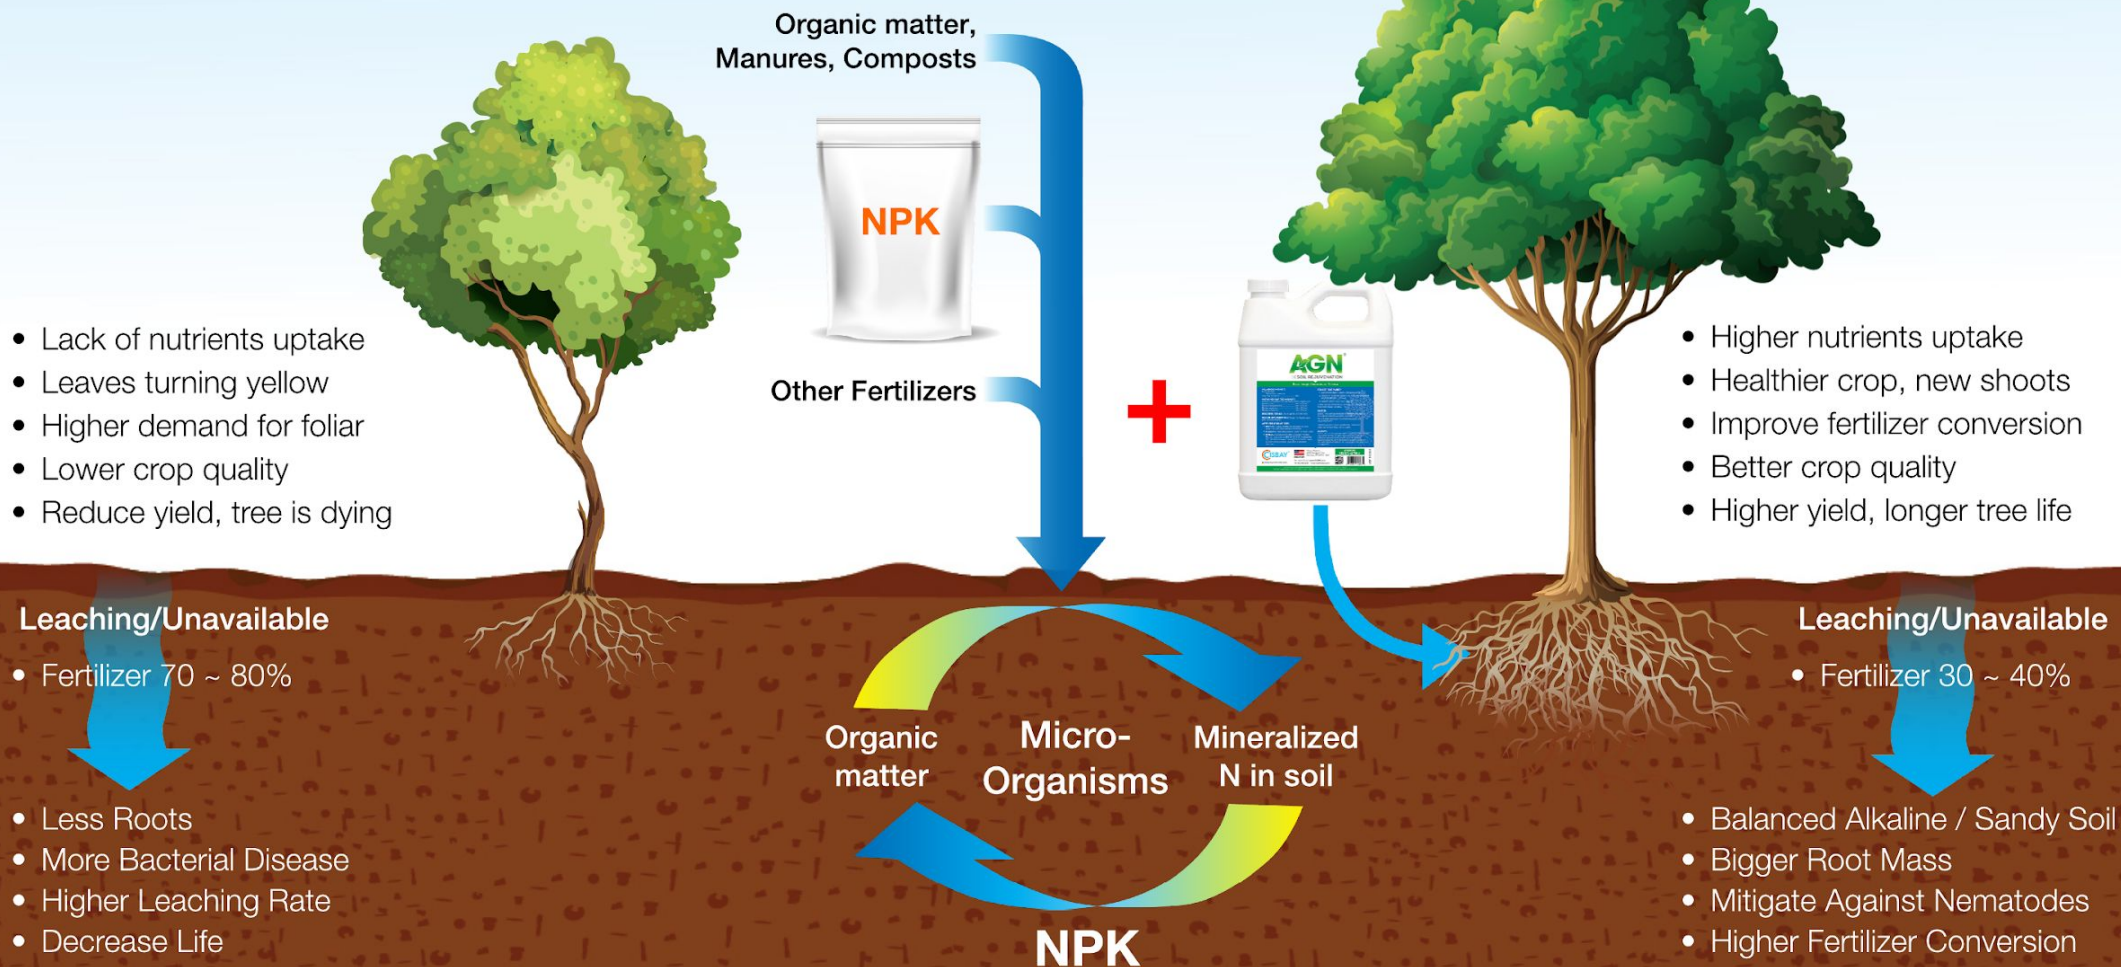 Organic matter,
Manures, Composts
NPK
Other Fertilizers
• Lack of nutrients uptake
• Leaves turning yellow
• Higher demand for foliar
• Lower crop quality
• Reduce yield, tree is dying
+
AGN
• Higher nutrients uptake
• Healthier crop, new shoots
• Improve fertilizer conversion
• Better crop quality
• Higher yield, longer tree life
Leaching/Unavailable
• Fertilizer 70 ~ 80%
• Less Roots
• More Bacterial Disease
• Higher Leaching Rate
• Decrease Life
Organic
matter
Micro-
Organisms
Mineralized
N in soil
NPK
Leaching/Unavailable
• Fertilizer 30 ~ 40%
• Balanced Alkaline / Sandy Soil
• Bigger Root Mass
• Mitigate Against Nematodes
• Higher Fertilizer Conversion